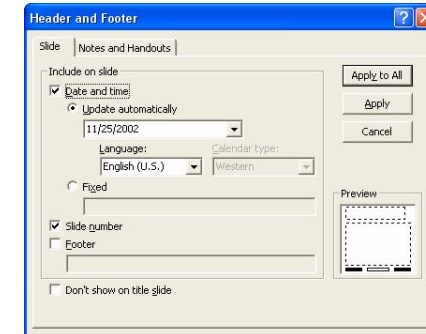 Header and Footer
Slide
Notes and Handouts
Include on slide
Date and time
Update automatically
11/25/2002
Language:
Calendar type:
English (U.S.)
Western
Fixed
Slide number
Footer
Don't show on title slide
Apply to All
Apply
Cancel
Preview